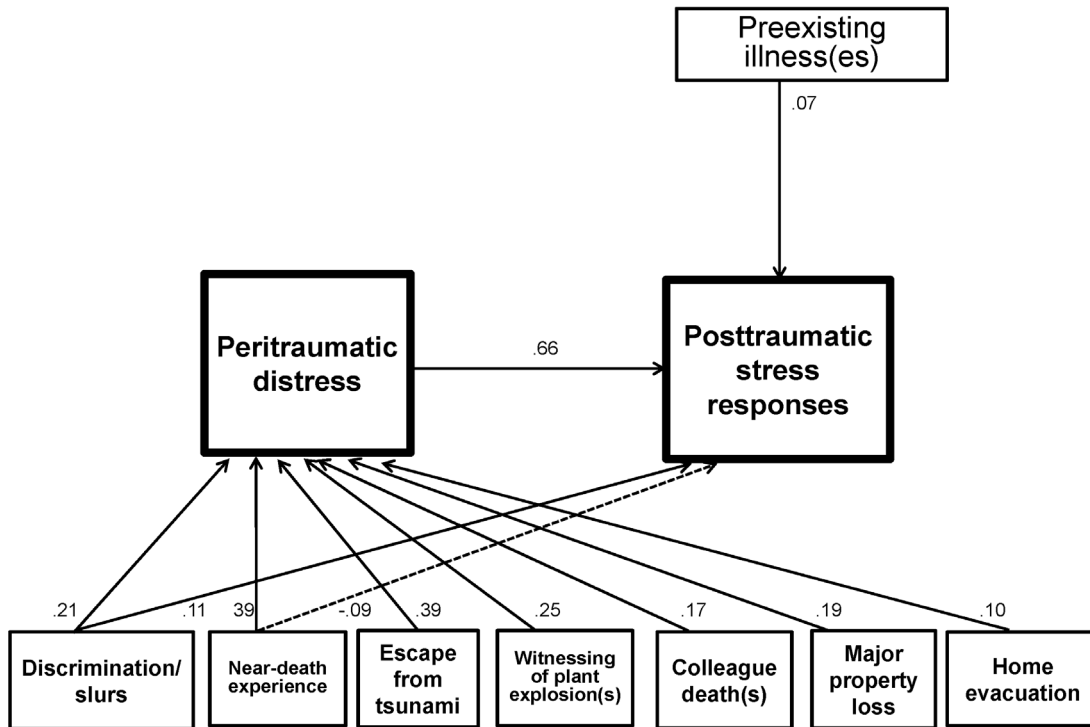 Preexisting
illness(es)
.07
Peritraumatic
distress
.66
Posttraumatic
stress
responses
.21
.11
39
-.09
.39
.25
.17
.19
.10
Discrimination/
slurs
Near-death
experience
Escape
from
tsunami
Witnessing
of plant
explosion(s)
Colleague
death(s)
Major
property
loss
Home
evacuation